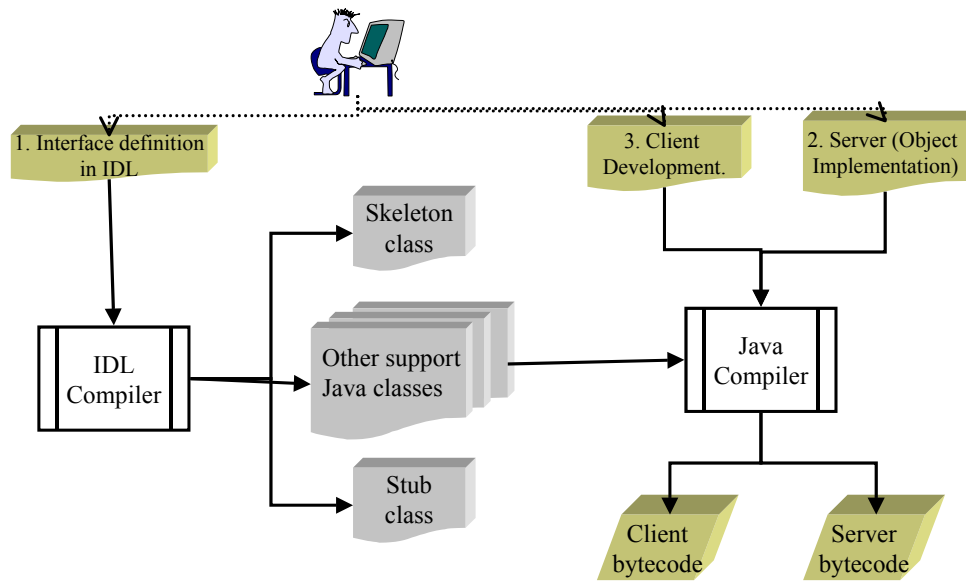 1. Interface definition
in IDL
3. Client
Development.
2. Server (Object
Implementation)
Skeleton
class
IDL
Compiler
Other support
Java classes
Java
Compiler
Stub
class
Client
bytecode
Server
bytecode